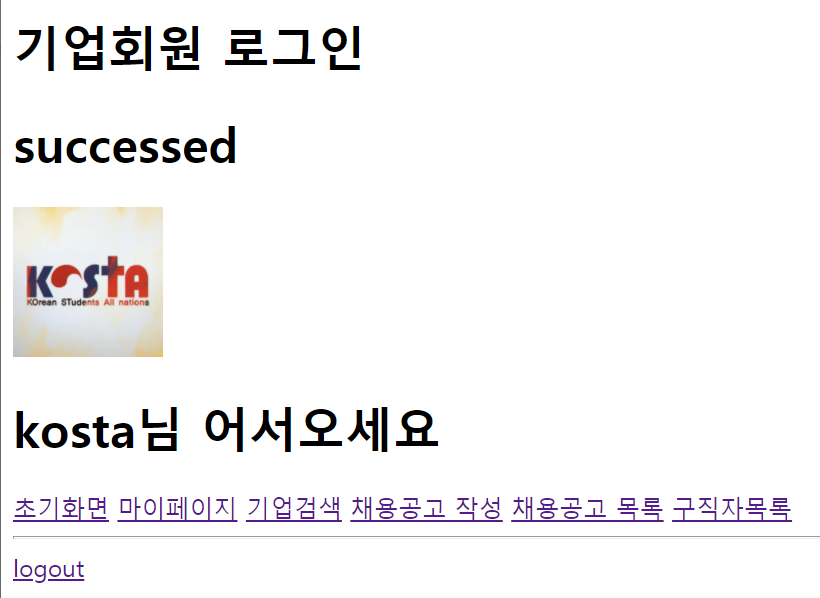 기업회원 로그인
successed
KOSTA
KOrean STudents All nations
kosta님 어서오세요
초기화면 마이페이지 기업검색 채용공고 작성 채용공고 목록 구직자목록
logout